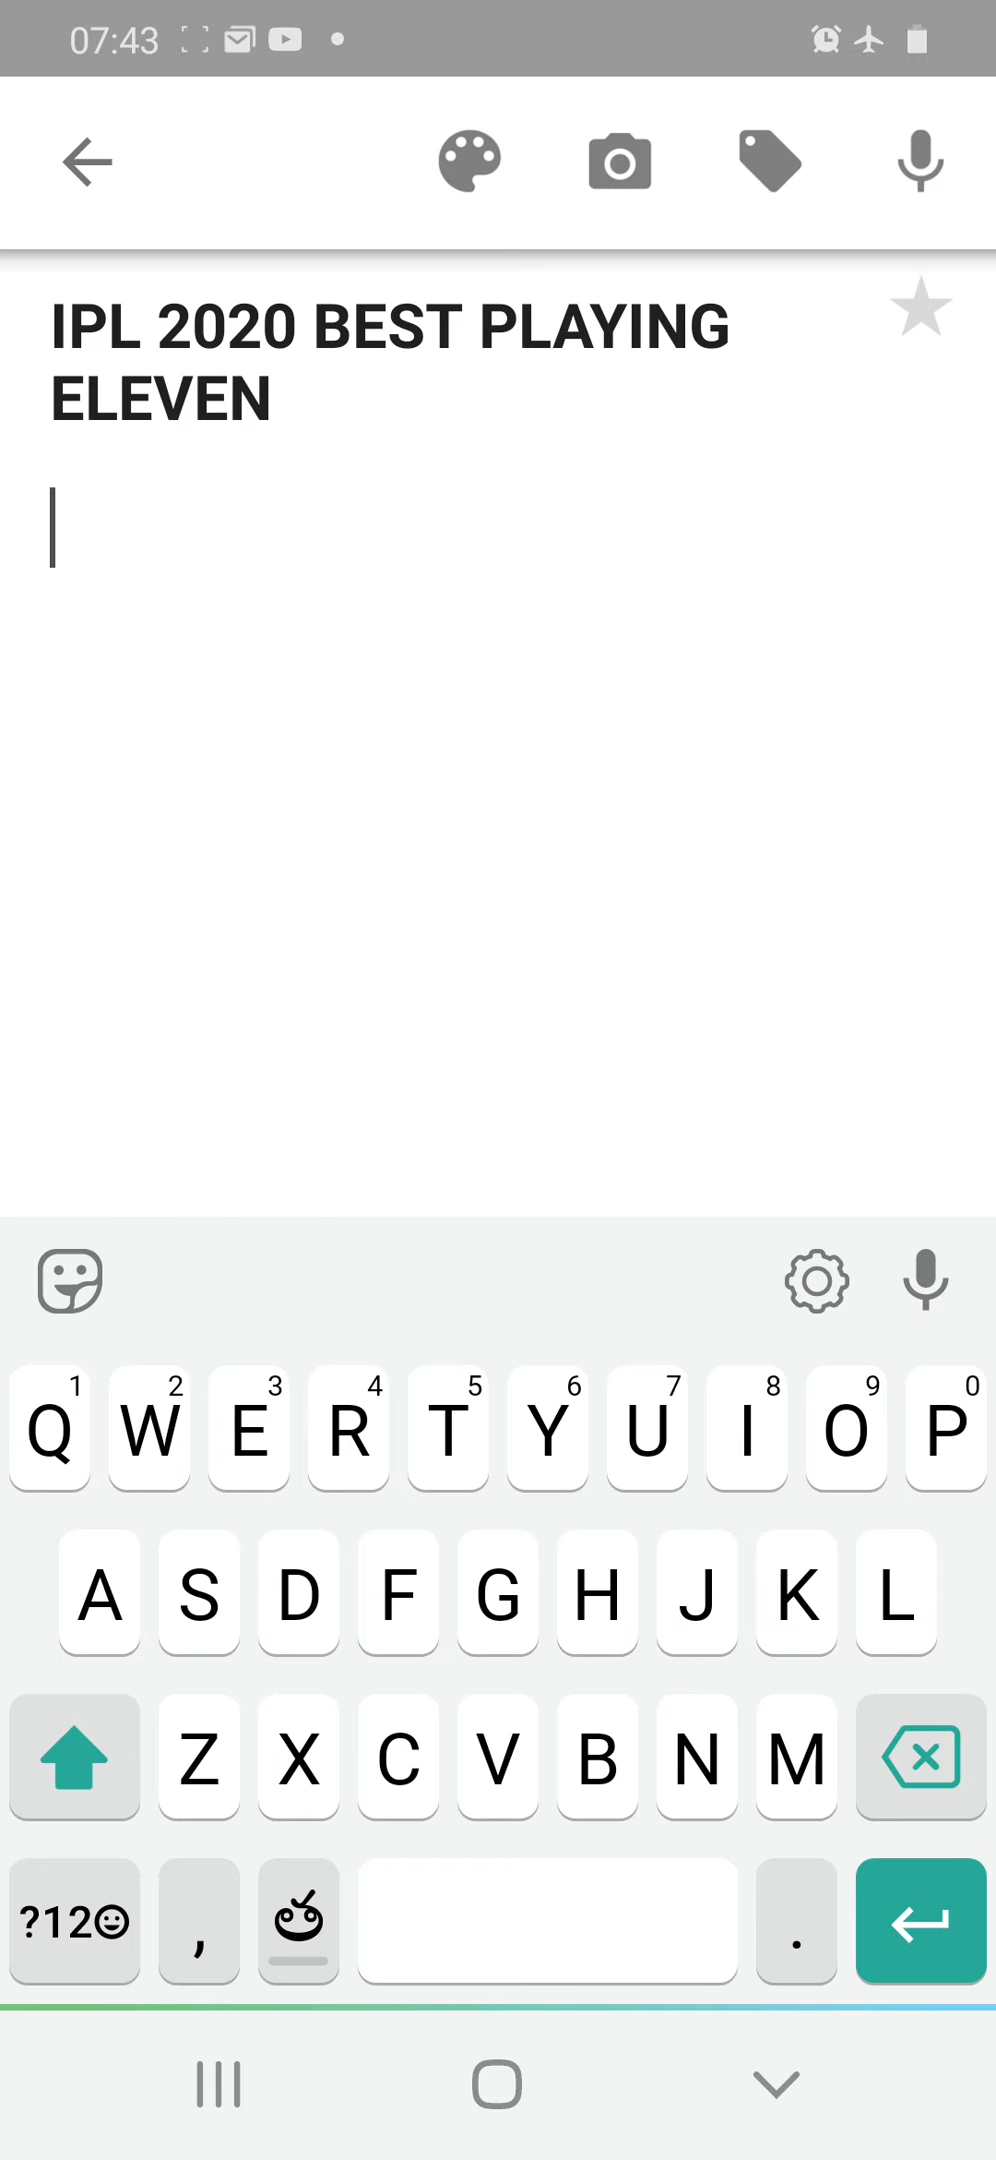 07:43
IPL 2020 BEST PLAYING
ELEVEN
1 2 3 4 5 6 7 8 9 0
Q W E R T Y U I O P
A S D F G H J K L
Z X C V B N M
?12 , త .